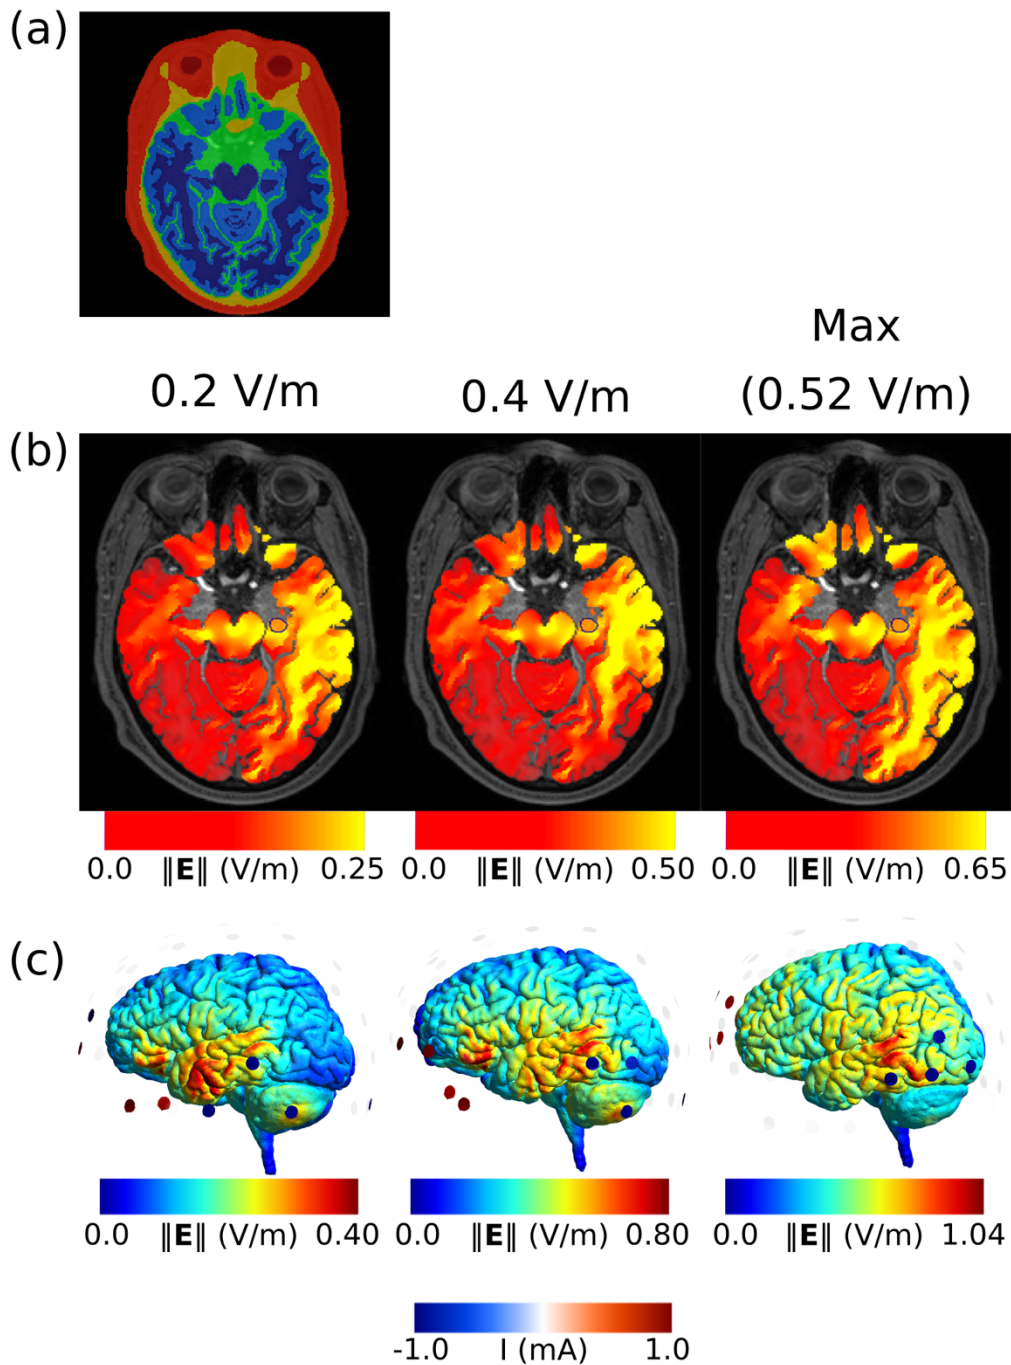 (a)
Max
0.2 V/m 0.4 V/m (0.52 V/m)
(b)
0.0 ‖E‖ (V/m) 0.25 0.0 ‖E‖ (V/m) 0.50 0.0 ‖E‖ (V/m) 0.65
(c)
0.0 ‖E‖ (V/m) 0.40 0.0 ‖E‖ (V/m) 0.80 0.0 ‖E‖ (V/m) 1.04
-1.0 I (mA) 1.0